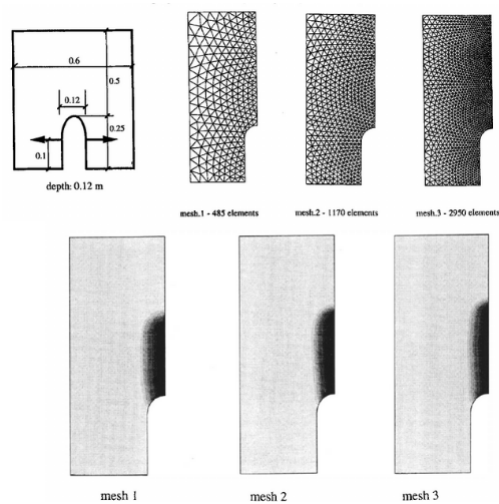 0.6
0.5
0.12
0.25
0.1
depth: 0.12 m
mesh.1 - 485 elements
mesh.2 - 1170 elements
mesh.3 - 2950 elements
mesh 1
mesh 2
mesh 3